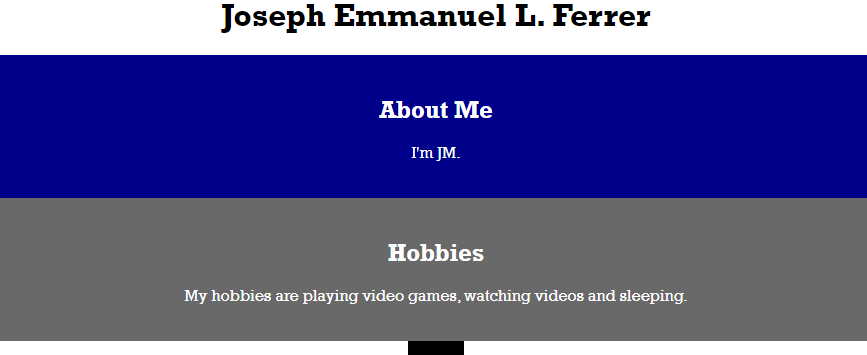 Joseph Emmanuel L. Ferrer
About Me
I'm JM.
Hobbies
My hobbies are playing video games, watching videos and sleeping.